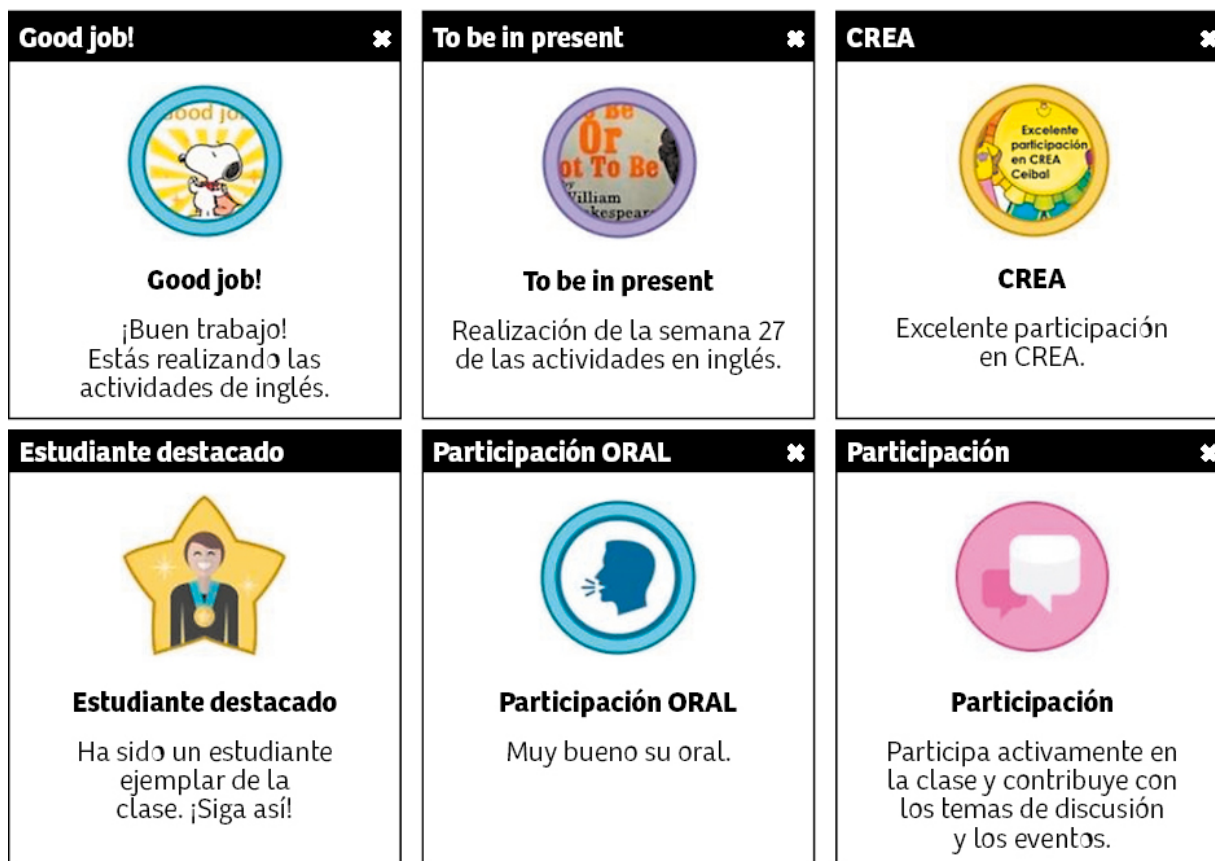 Good job!
To be in present
CREA
ood jo
o Be
Or
ot To Be
by
William
kespeare
Excelente
participación
en CREA
Ceibal
Good job!
To be in present
CREA
¡Buen trabajo!
Estás realizando las
actividades de inglés.
Realización de la semana 27
de las actividades en inglés.
Excelente participación
en CREA.
Estudiante destacado
Participación ORAL
Participación
Estudiante destacado
Participación ORAL
Participación
Ha sido un estudiante
ejemplar de la
clase. ¡Siga así!
Muy bueno su oral.
Participa activamente en
la clase y contribuye con
los temas de discusión
y los eventos.